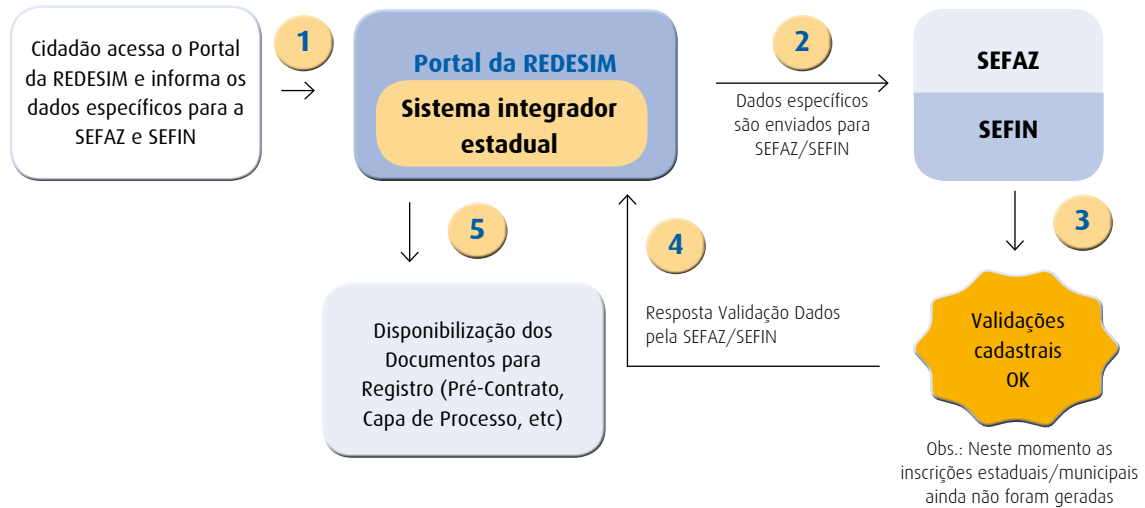 Cidadão acessa o Portal
da REDESIM e informa os
dados específicos para a
SEFAZ e SEFIN
1
Portal da REDESIM
Sistema integrador
estadual
2
Dados específicos
são enviados para
SEFAZ/SEFIN
SEFAZ
SEFIN
3
Validações
cadastrais
OK
Obs.: Neste momento as
inscrições estaduais/municipais
ainda não foram geradas
4
Resposta Validação Dados
pela SEFAZ/SEFIN
5
Disponibilização dos
Documentos para
Registro (Pré-Contrato,
Capa de Processo, etc)